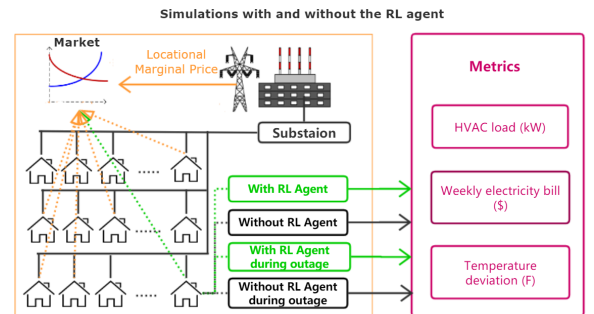 Simulations with and without the RL agent
Market
Locational
Marginal Price
Substaion
.....
.....
.....
With RL Agent
Without RL Agent
With RL Agent
during outage
Without RL Agent
during outage
Metrics
HVAC load (kW)
Weekly electricity bill
($)
Temperature
deviation (F)